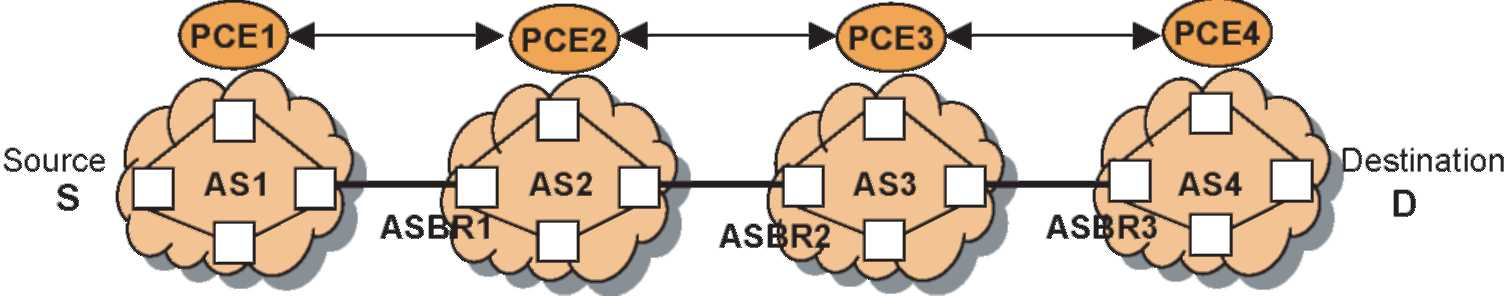 PCE1
PCE2
PCE3
PCE4
Source
S
AS1
AS2
AS3
AS4
Destination
D
ASBR1
ASBR2
ASBR3